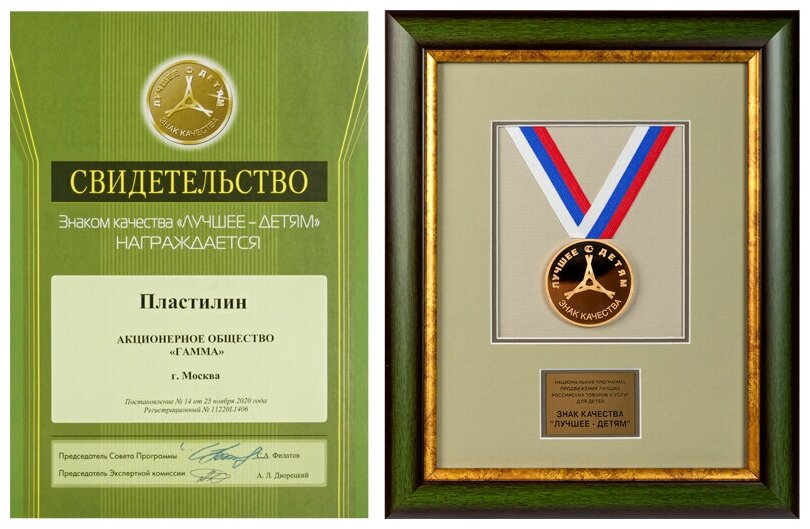 ЛУЧШЕЕ ДЕТЯМ
ЗНАК КАЧЕСТВА
СВИДЕТЕЛЬСТВО
Знаком качества «ЛУЧШЕЕ – ДЕТЯМ»
НАГРАЖДАЕТСЯ
Пластилин
АКЦИОНЕРНОЕ ОБЩЕСТВО
«ГАММА»
г. Москва
Постановление № 14 от 25 ноября 2020 года
Регистрационный № 11220L1406
Председатель Совета Программы А. Филатов
Председатель Экспертной комиссии А. Л. Дворецкий
ЛУЧШЕЕ ДЕТЯМ
ЗНАК КАЧЕСТВА
НАЦИОНАЛЬНАЯ ПРОГРАММА
ПРОДВИЖЕНИЯ ЛУЧШИХ
РОССИЙСКИХ ТОВАРОВ И УСЛУГ
ДЛЯ ДЕТЕЙ
ЗНАК КАЧЕСТВА
"ЛУЧШЕЕ - ДЕТЯМ"